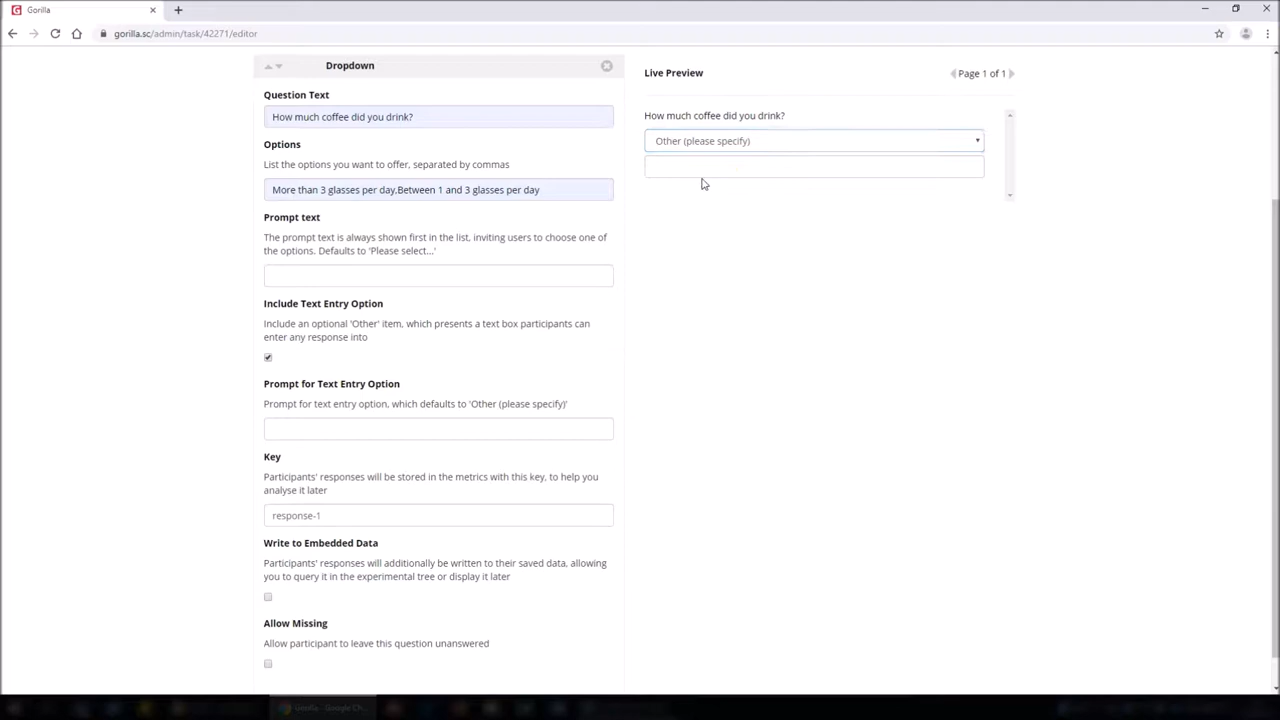 Gorilla
gorilla.sc/admin/task/42271/editor
Dropdown
Question Text
How much coffee did you drink?
Options
List the options you want to offer, separated by commas
More than 3 glasses per day,Between 1 and 3 glasses per day
Prompt text
The prompt text is always shown first in the list, inviting users to choose one of
the options. Defaults to 'Please select...'
Include Text Entry Option
Include an optional 'Other' item, which presents a text box participants can
enter any response into
Prompt for Text Entry Option
Prompt for text entry option, which defaults to 'Other (please specify)'
Key
Participants' responses will be stored in the metrics with this key, to help you
analyse it later
response-1
Write to Embedded Data
Participants' responses will additionally be written to their saved data, allowing
you to query it in the experimental tree or display it later
Allow Missing
Allow participant to leave this question unanswered
Live Preview
Page 1 of 1
How much coffee did you drink?
Other (please specify)
Gorilla - Google Ch...